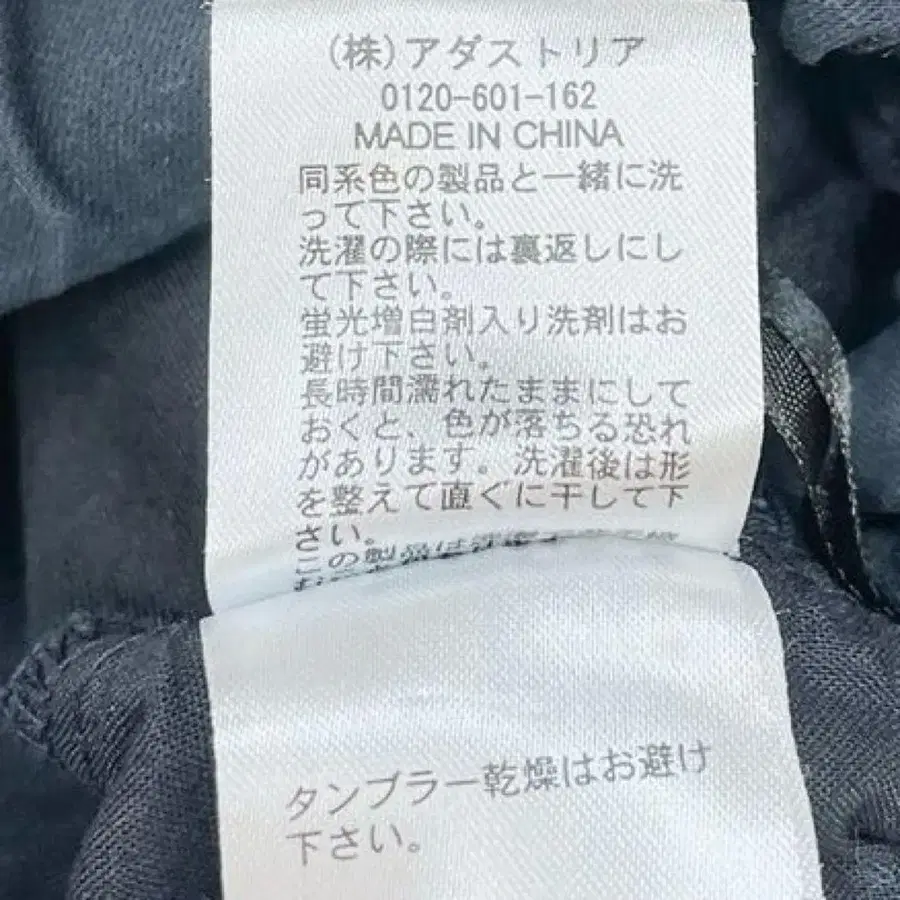 (株)アダストリア
0120-601-162
MADE IN CHINA
同系色の製品と一緒に洗
って下さい。
洗濯の際には裏返しにし
て下さい。
蛍光増白剤入り洗剤はお
避け下さい。
長時間濡れたままにして
おくと、色が落ちる恐れ
があります。洗濯後は形
を整えて直ぐに干して下
さい。
この製品は
タンブラー乾燥はお避け
下さい。